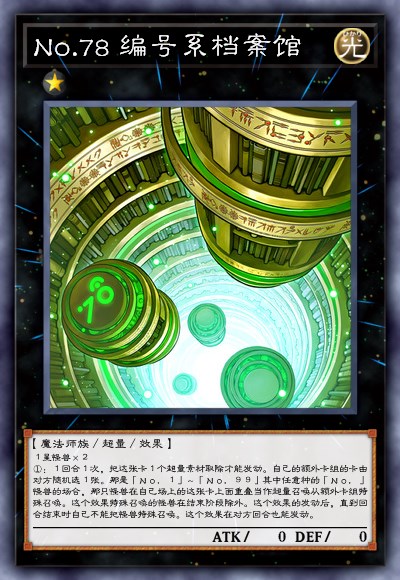 No.78 编号系档案馆
光
78
【魔法师族／超量／效果】
1星怪兽×2
①：1回合1次，把这张卡1个超量素材取除才能发动。自己的额外卡组的卡由
对方随机选1张。那是「No．1」～「No．99」其中任意种的「No．」
怪兽的场合，那只怪兽在自己场上的这张卡上面重叠当作超量召唤从额外卡组特
殊召唤。这个效果特殊召唤的怪兽在结束阶段除外。这个效果的发动后，直到回
合结束时自己不能把怪兽特殊召唤。这个效果在对方回合也能发动。
ATK/ 0 DEF/ 0